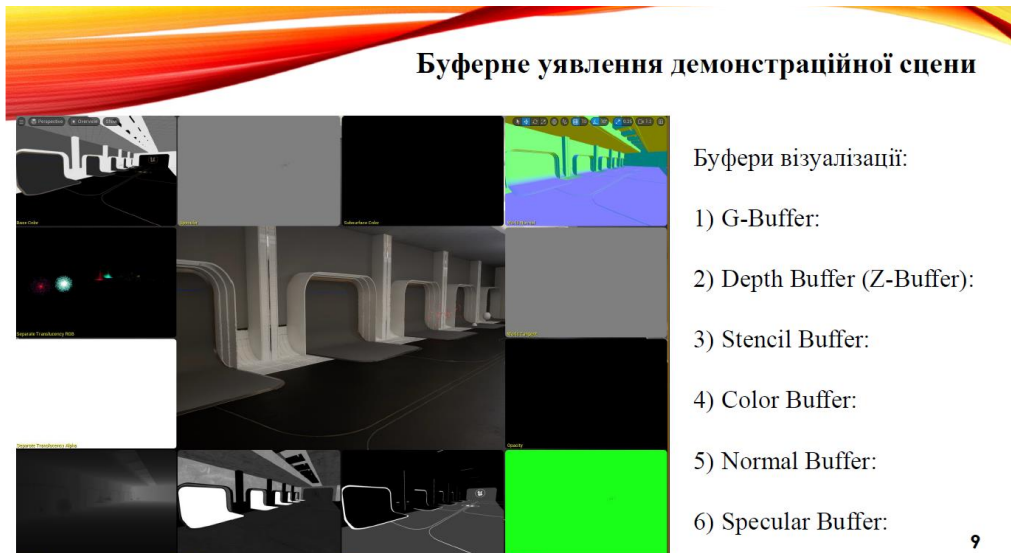 Буферне уявлення демонстраційної сцени
Perspective
Base Color
Subsurface Color
Separate Translucency RGB
Separate Translucency Alpha
Opacity
Буфери візуалізації:
1) G-Buffer:
2) Depth Buffer (Z-Buffer):
3) Stencil Buffer:
4) Color Buffer:
5) Normal Buffer:
6) Specular Buffer:
9